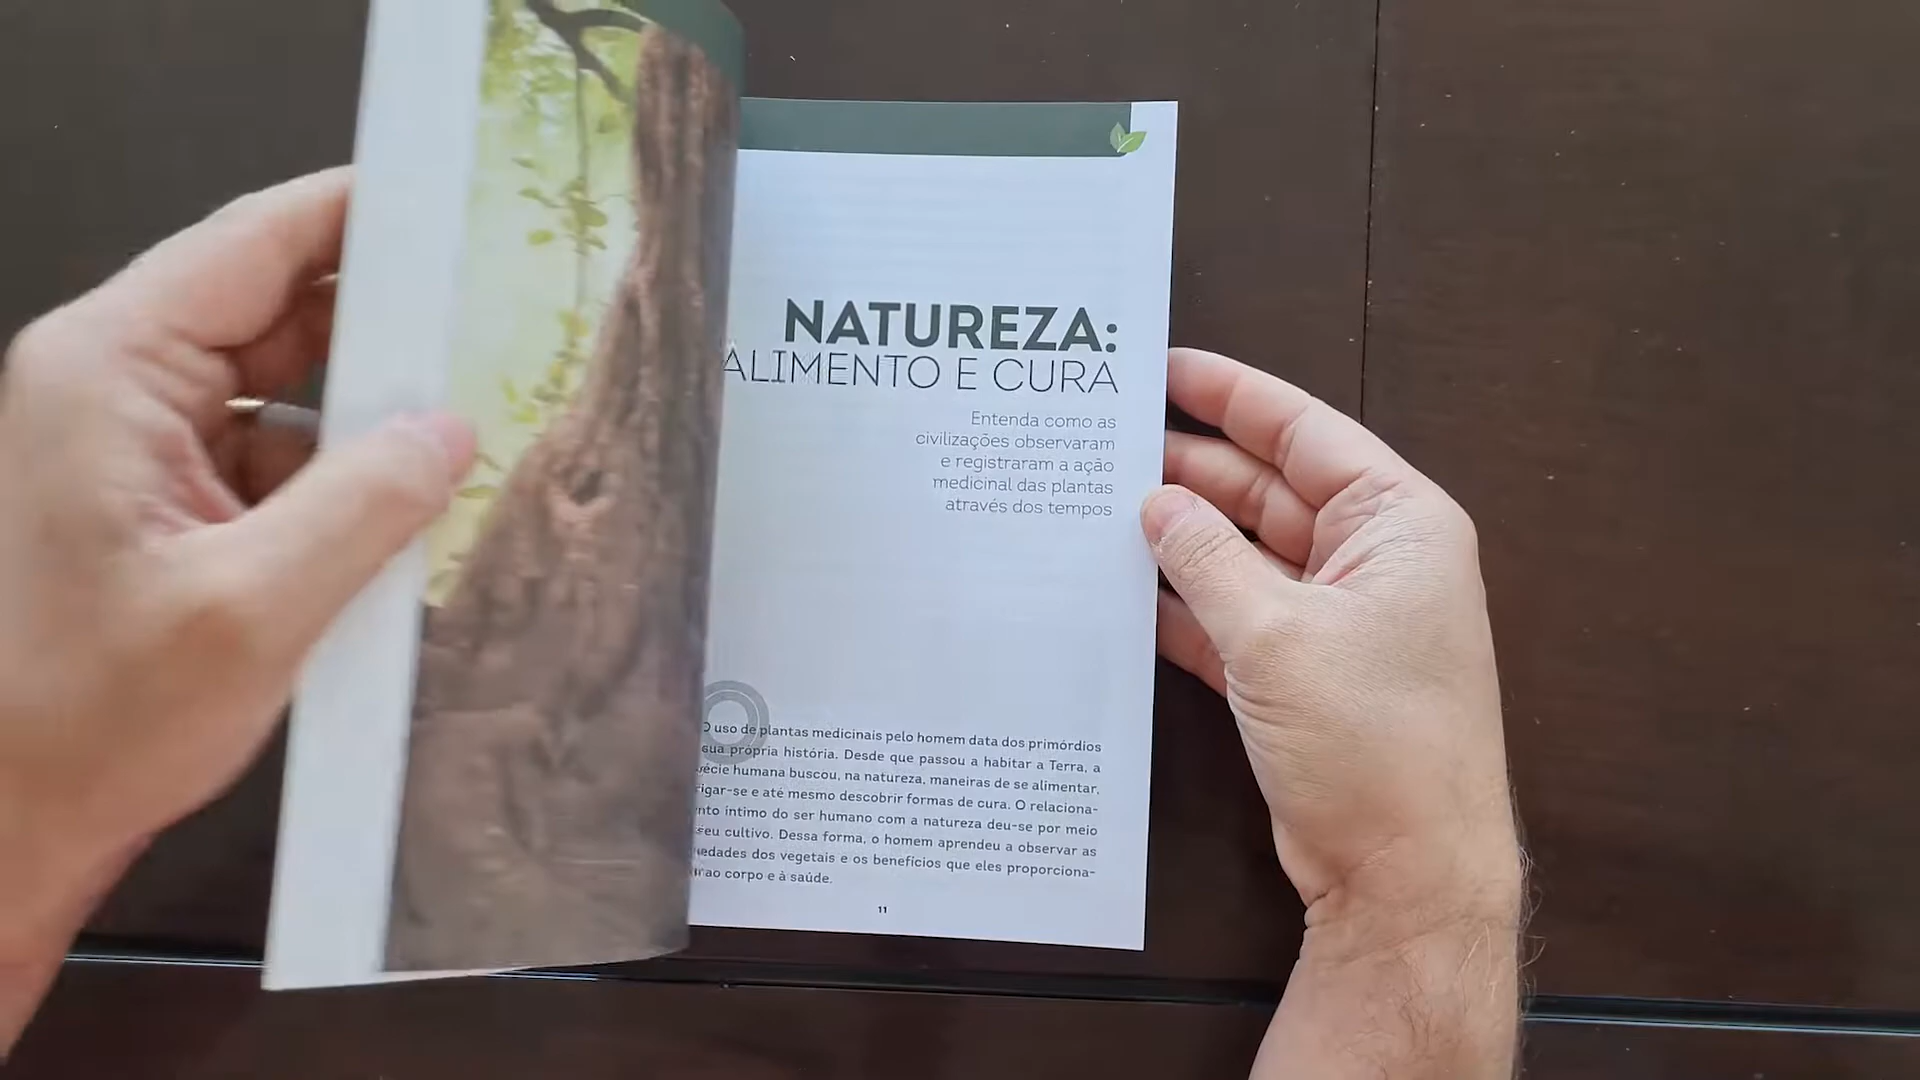 NATUREZA:
ALIMENTO E CURA
Entenda como as
civilizações observaram
e registraram a ação
medicinal das plantas
através dos tempos
O uso de plantas medicinais pelo homem data dos primórdios
sua própria história. Desde que passou a habitar a Terra, a
humana buscou, na natureza, maneiras de se alimentar,
e até mesmo descobrir formas de cura. O relaciona-
íntimo do ser humano com a natureza deu-se por meio
seu cultivo. Dessa forma, o homem aprendeu a observar as
dos vegetais e os benefícios que eles proporciona-
ao corpo e à saúde.
11